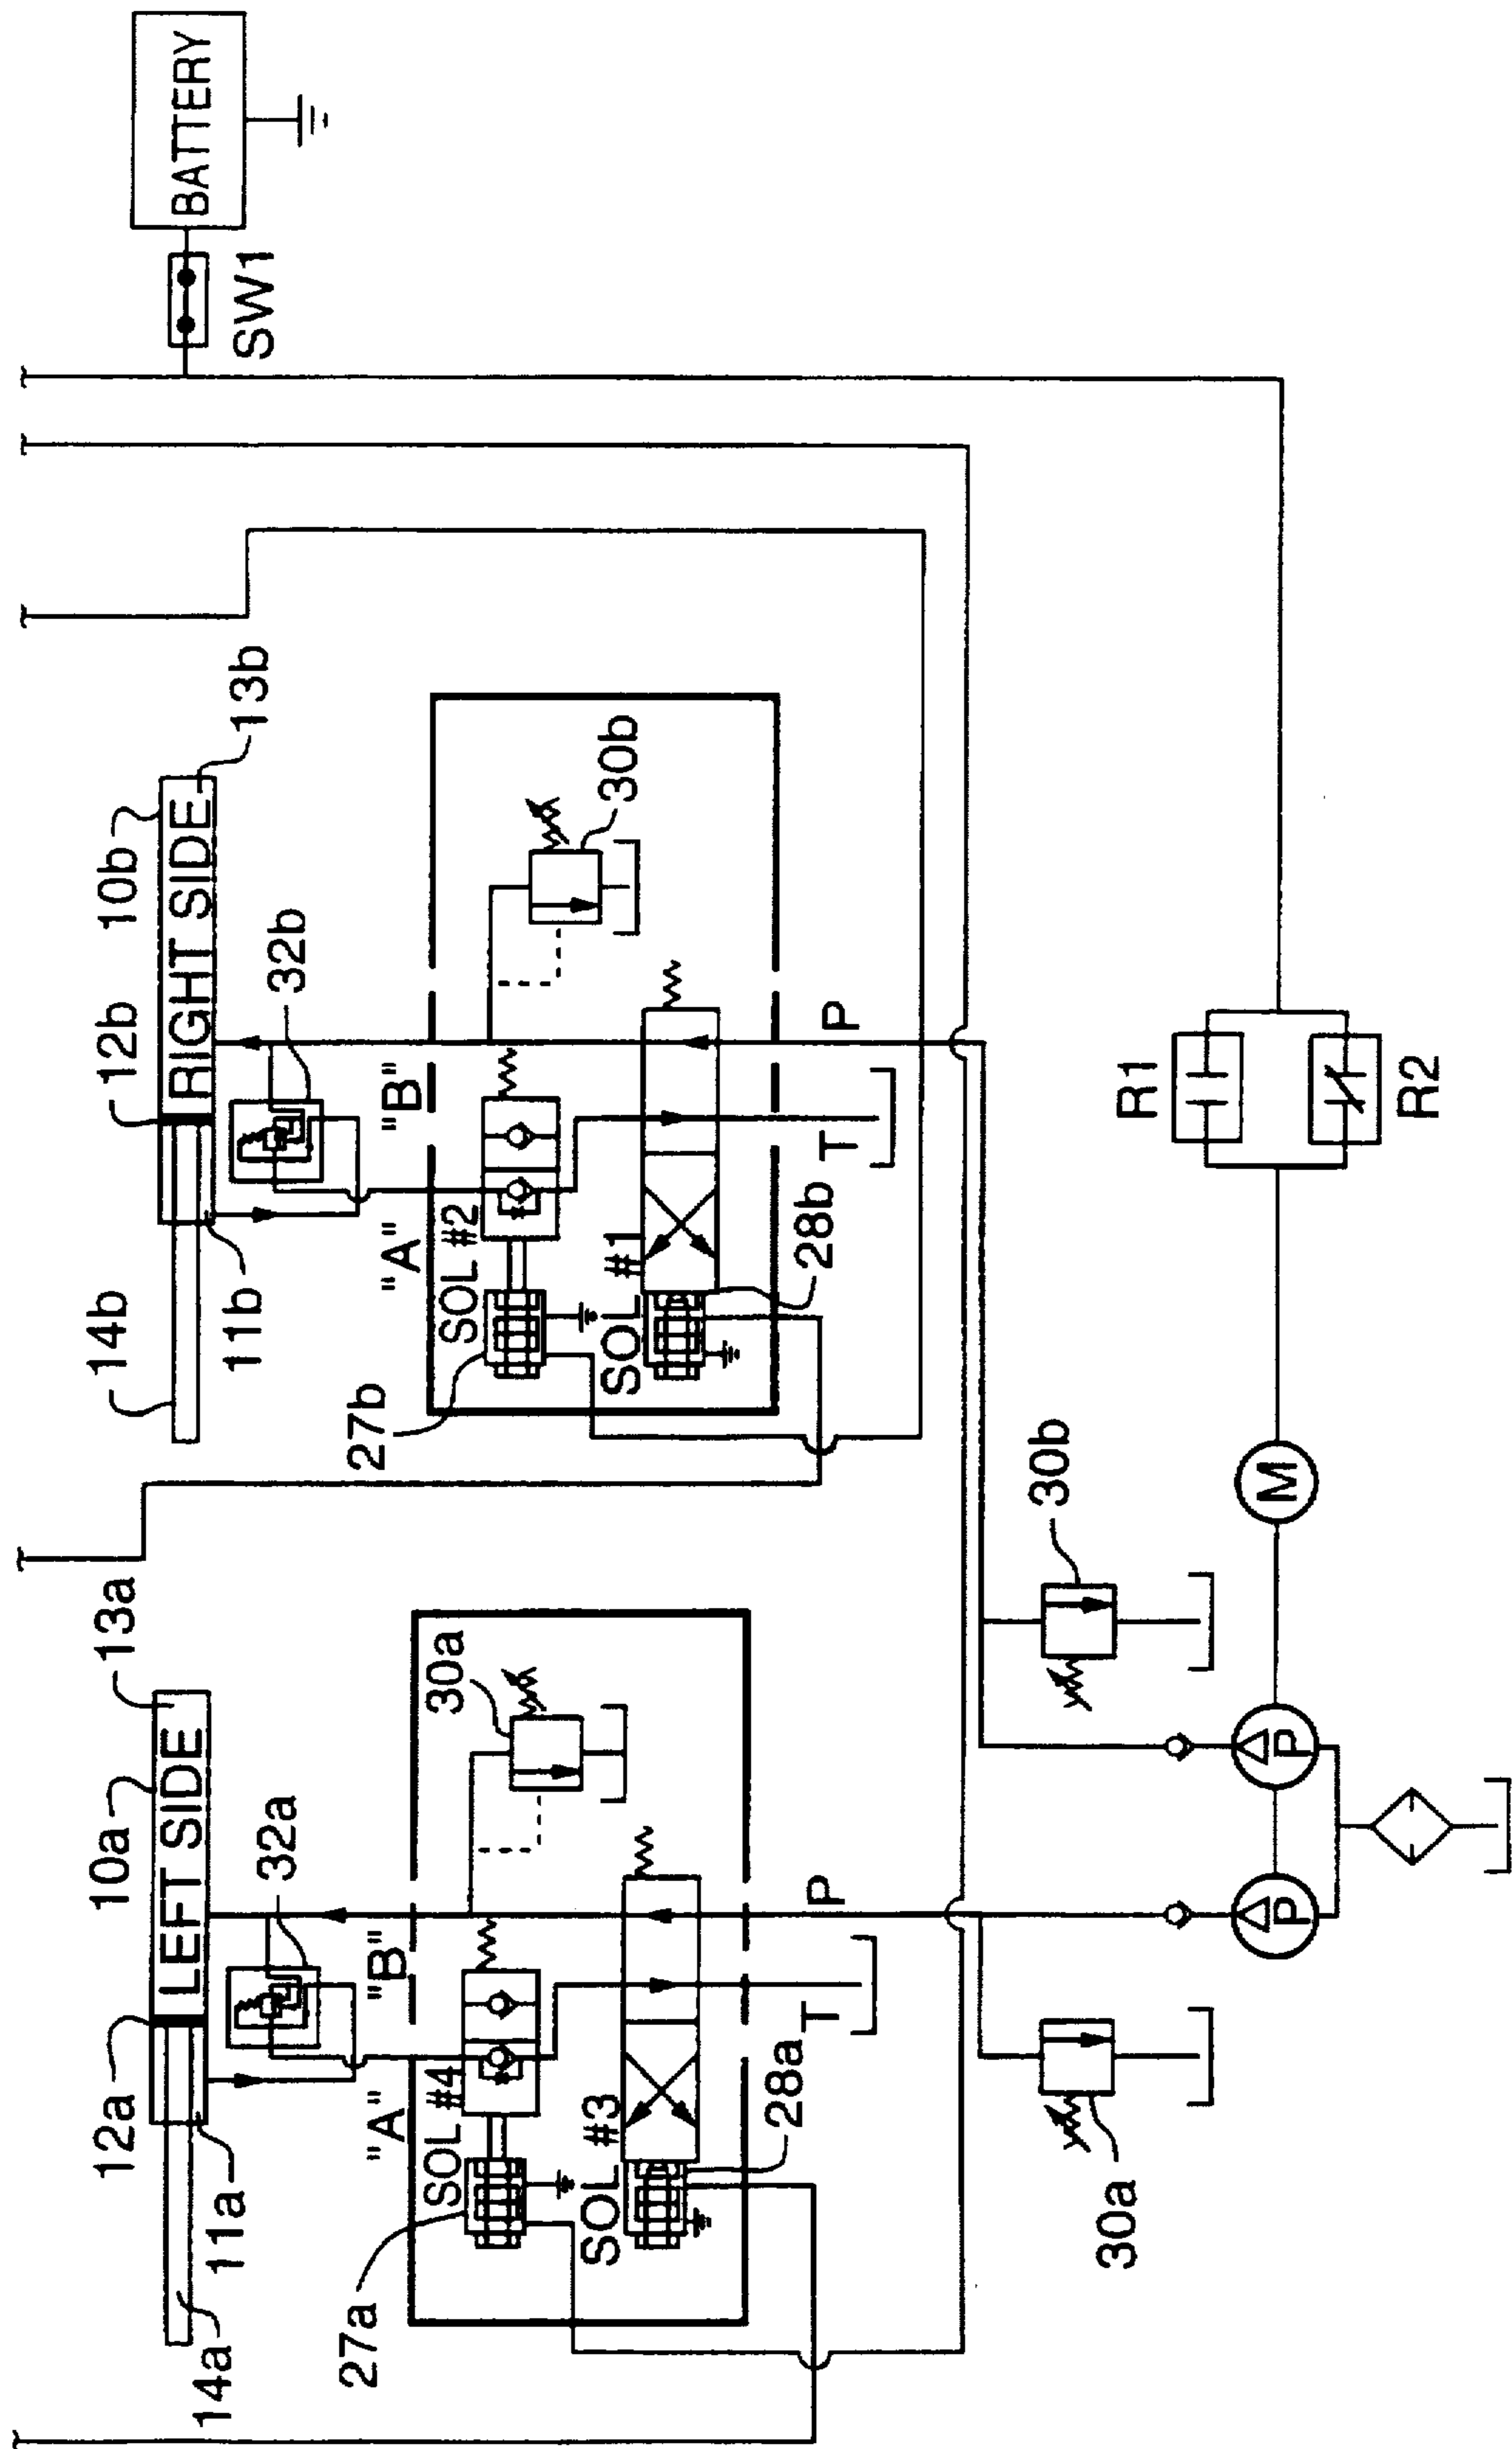 BATTERY
SW1
10a
LEFT SIDE
13a
12a
11a
14a
32a
"A"
"B"
27a
SOL #4
30a
SOL #3
28a
P
T
10b
RIGHT SIDE
13b
12b
11b
14b
32b
"A"
"B"
27b
SOL #2
30b
SOL #1
28b
P
T
30a
30b
P
P
M
R1
R2